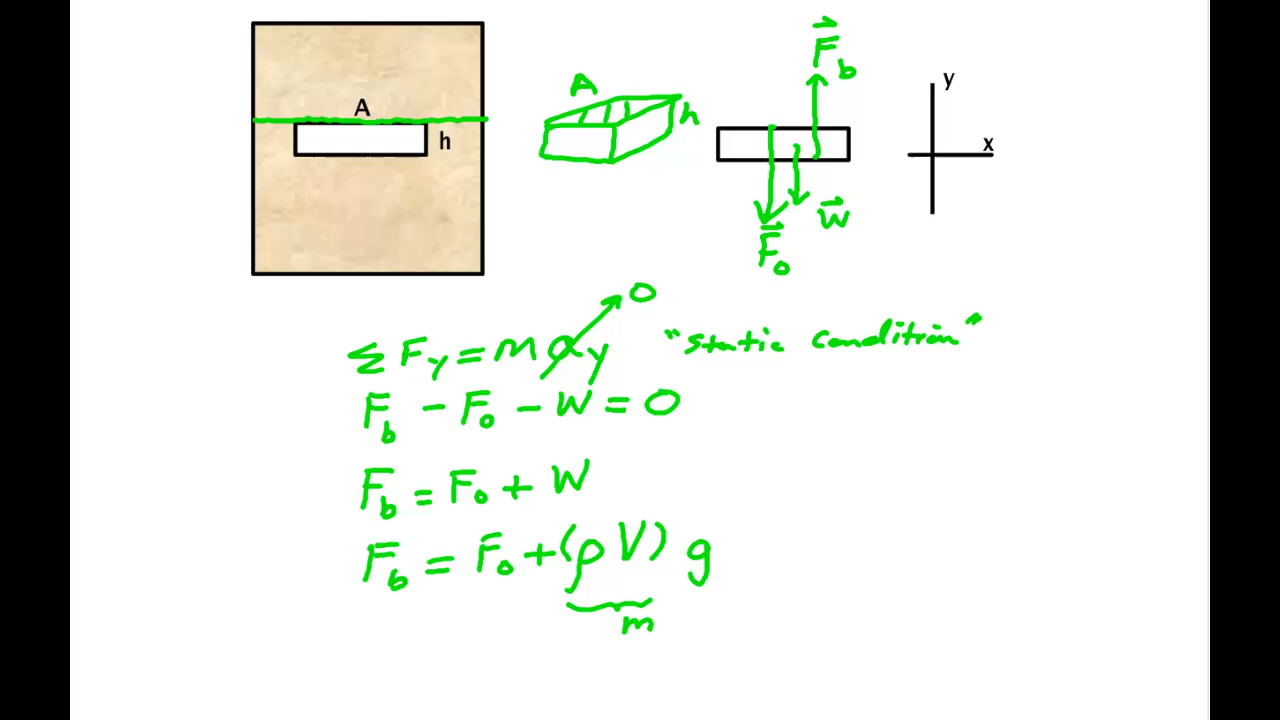 A
h
A
h
F⃗b
W⃗
F⃗o
y
x
ΣFy = may 0 "static condition"
Fb - Fo - W = 0
Fb = Fo + W
Fb = Fo + (ρV) g
m